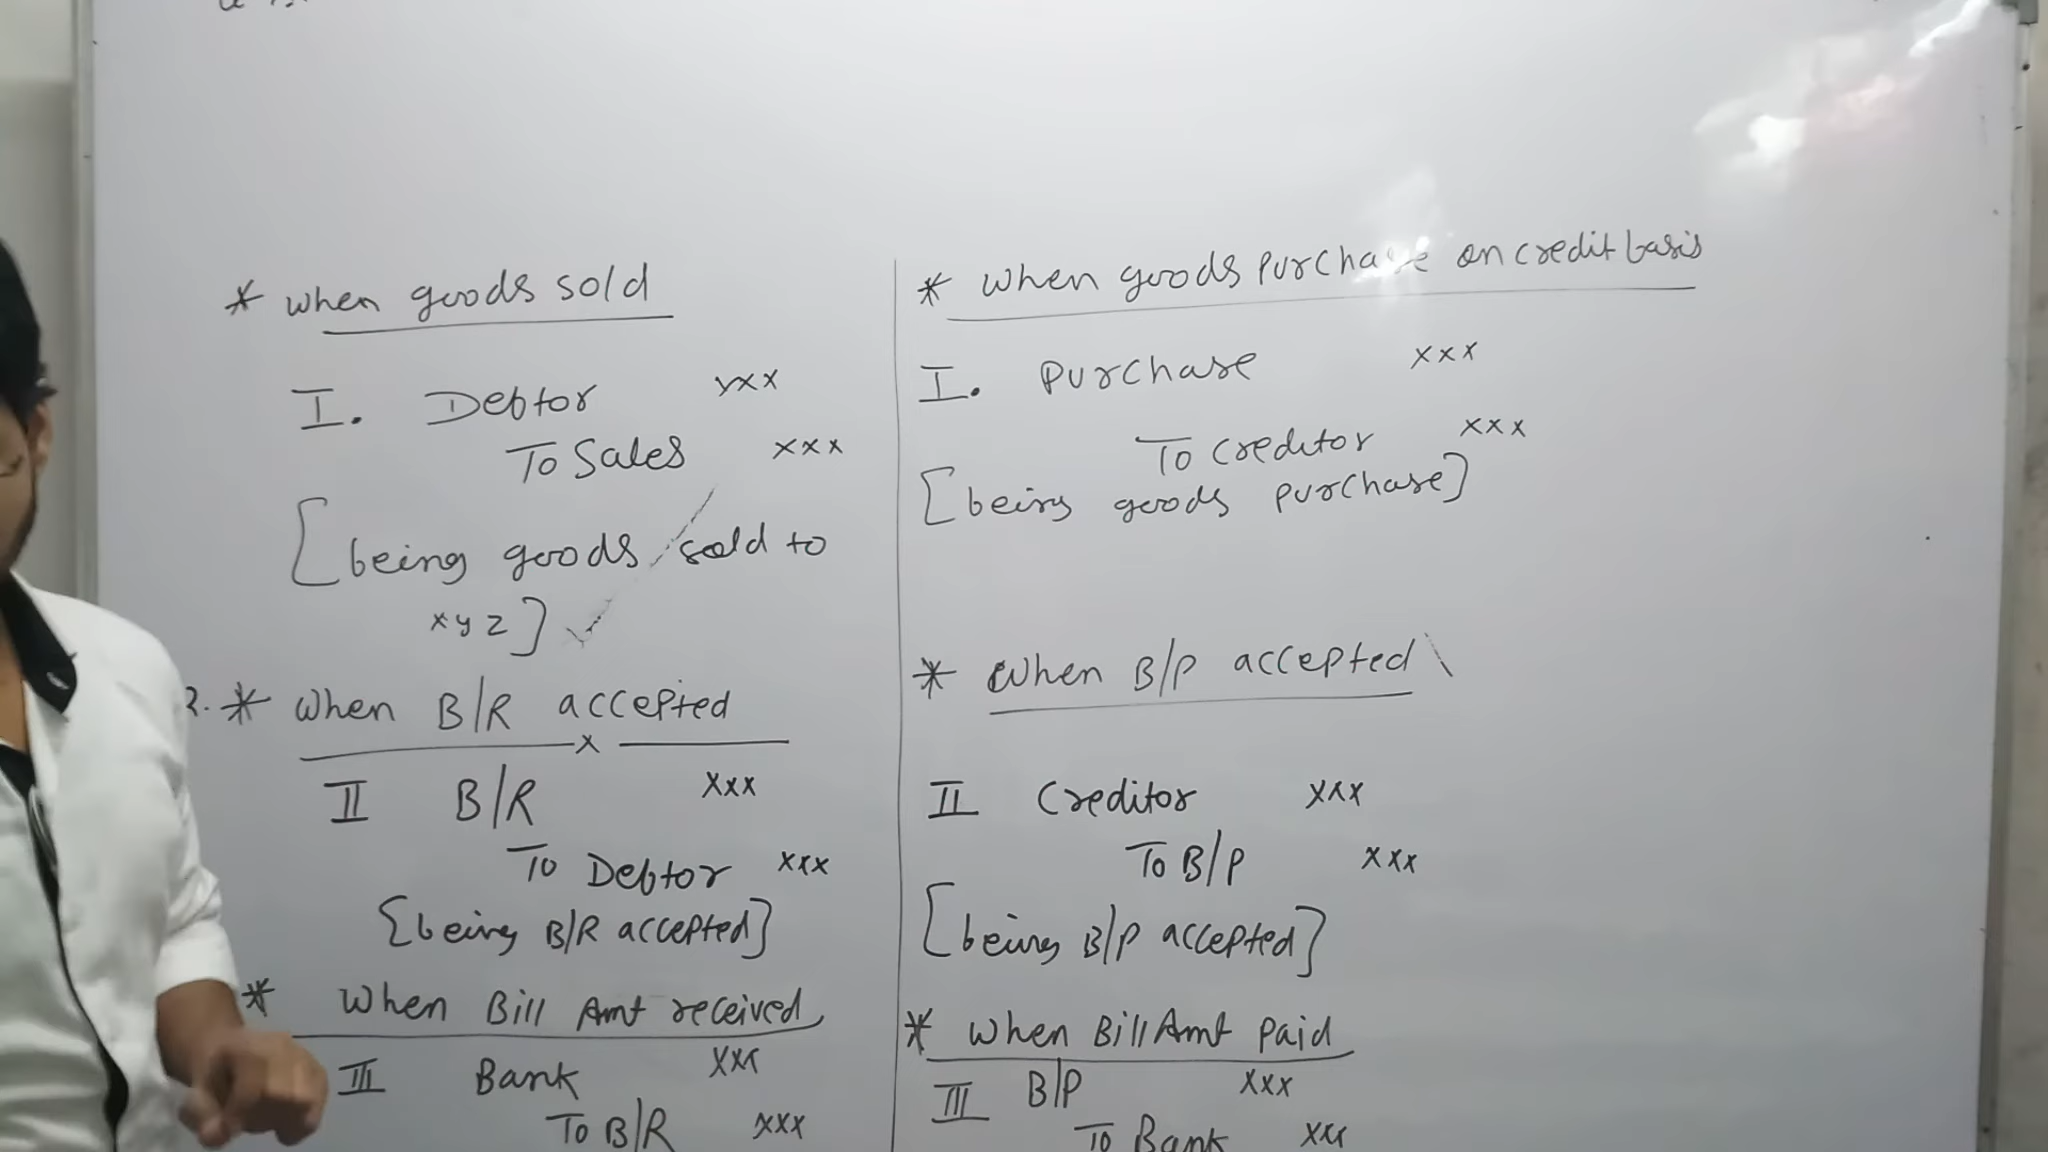 * when goods sold
I. Debtor xxx
To Sales xxx
[being goods sold to
xyz]
2. * when B/R accepted
x
II B/R xxx
To Debtor xxx
[being B/R accepted]
* When Bill Amt received
III Bank xxx
To B/R xxx
* When goods purchase on credit basis
I. Purchase xxx
To creditor xxx
[being goods purchase]
* When B/P accepted
II Creditor xxx
To B/P xxx
[being B/P accepted]
* When Bill Amt paid
III B/P xxx
To Bank xxx